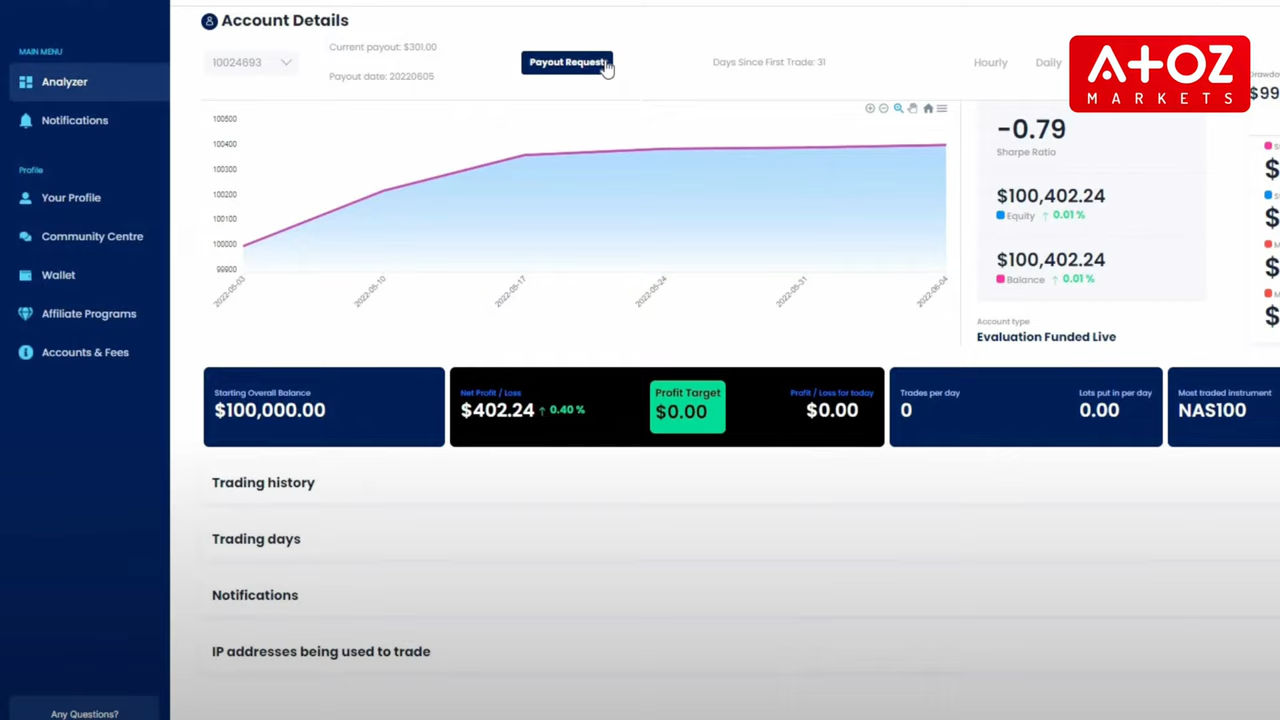 MAIN MENU
Analyzer
Notifications
Profile
Your Profile
Community Centre
Wallet
Affiliate Programs
Accounts & Fees
Any Questions?
Account Details
10024693
Current payout: $301.00
Payout date: 20220605
Payout Request
Days Since First Trade: 31
Hourly
Daily
A+OZ
MARKETS
$99
100500
100400
100300
100200
100100
100000
99900
2022-05-03
2022-05-10
2022-05-17
2022-05-24
2022-05-31
2022-06-04
-0.79
Sharpe Ratio
$100,402.24
Equity ↑ 0.01 %
$100,402.24
Balance ↑ 0.01 %
Account type
Evaluation Funded Live
S
$
S
$
M
$
M
$
Starting Overall Balance
$100,000.00
Net Profit / Loss
$402.24 ↑ 0.40 %
Profit Target
$0.00
Profit / Loss for today
$0.00
Trades per day
0
Lots put in per day
0.00
Most traded instrument
NAS100
Trading history
Trading days
Notifications
IP addresses being used to trade